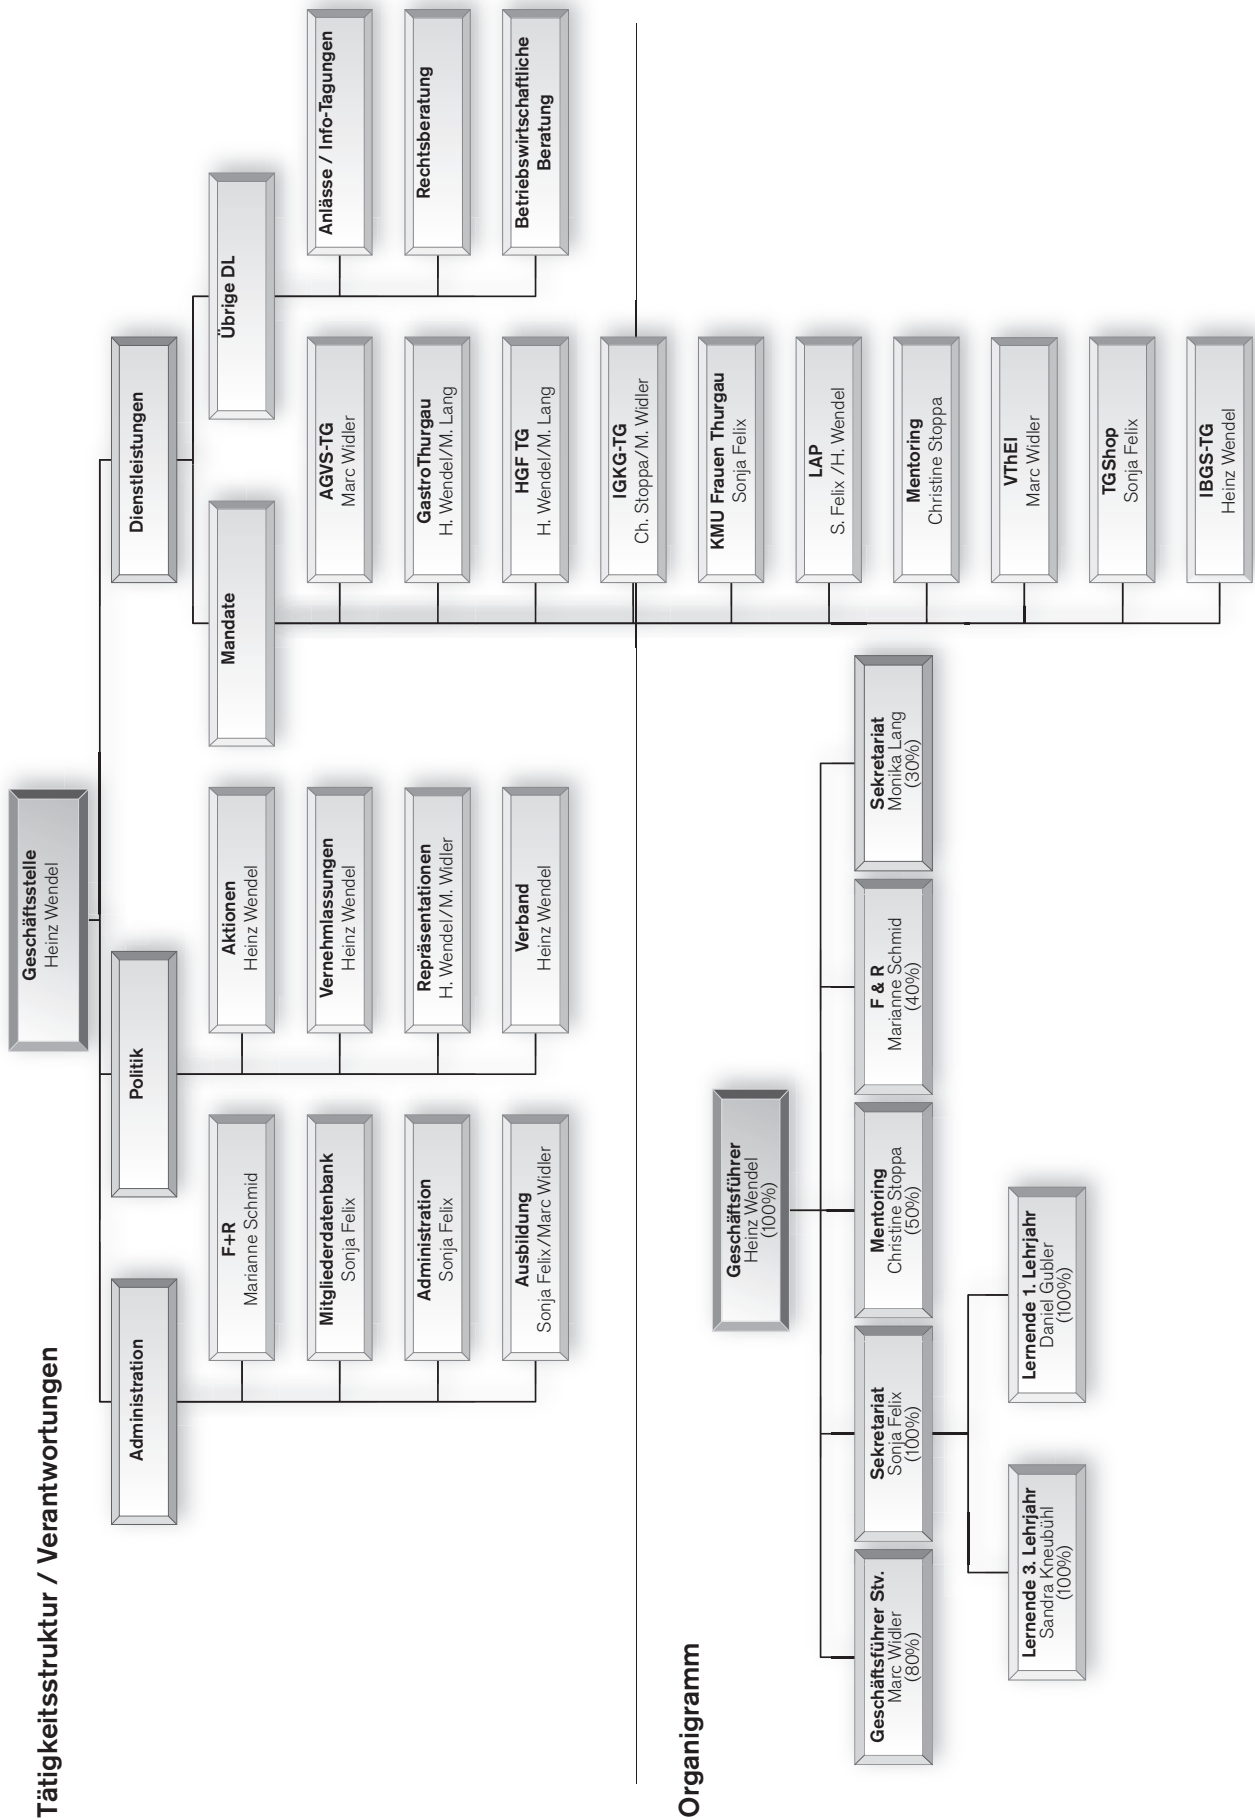 Tätigkeitsstruktur / Verantwortungen
Geschäftsstelle
Heinz Wendel
Administration
F+R
Marianne Schmid
Mitgliederdatenbank
Sonja Felix
Administration
Sonja Felix
Ausbildung
Sonja Felix/Marc Widler
Politik
Aktionen
Heinz Wendel
Vernehmlassungen
Heinz Wendel
Repräsentationen
H. Wendel/M. Widler
Verband
Heinz Wendel
Dienstleistungen
Mandate
AGVS-TG
Marc Widler
GastroThurgau
H. Wendel/M. Lang
HGF TG
H. Wendel/M. Lang
IGKG-TG
Ch. Stoppa/M. Widler
KMU Frauen Thurgau
Sonja Felix
LAP
S. Felix /H. Wendel
Mentoring
Christine Stoppa
VThEI
Marc Widler
TGShop
Sonja Felix
IBGS-TG
Heinz Wendel
Übrige DL
Anlässe / Info-Tagungen
Rechtsberatung
Betriebswirtschaftliche
Beratung
Organigramm
Geschäftsführer
Heinz Wendel
(100%)
Geschäftsführer Stv.
Marc Widler
(80%)
Sekretariat
Sonja Felix
(100%)
Mentoring
Christine Stoppa
(50%)
F & R
Marianne Schmid
(40%)
Sekretariat
Monika Lang
(30%)
Lernende 3. Lehrjahr
Sandra Kneubühl
(100%)
Lernende 1. Lehrjahr
Daniel Gubler
(100%)